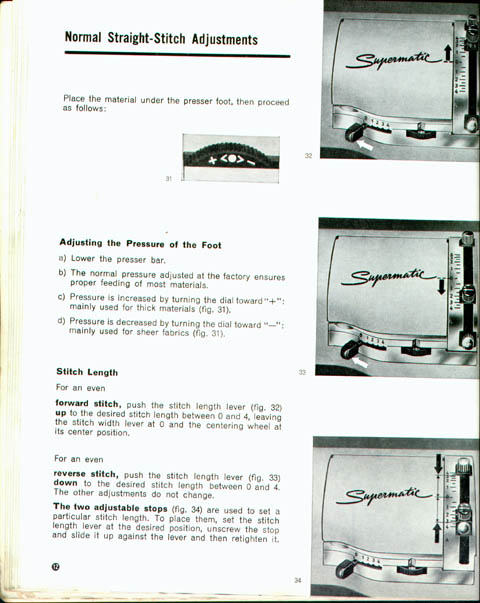 Normal Straight-Stitch Adjustments
Place the material under the presser foot, then proceed
as follows:
+ < O > −
31
Supermatic
1 2 3 4
32
Adjusting the Pressure of the Foot
a) Lower the presser bar.
b) The normal pressure adjusted at the factory ensures
proper feeding of most materials.
c) Pressure is increased by turning the dial toward "+":
mainly used for thick materials (fig. 31).
d) Pressure is decreased by turning the dial toward "—":
mainly used for sheer fabrics (fig. 31).
Supermatic
33
Stitch Length
For an even
forward stitch, push the stitch length lever (fig. 32)
up to the desired stitch length between 0 and 4, leaving
the stitch width lever at 0 and the centering wheel at
its center position.
For an even
reverse stitch, push the stitch length lever (fig. 33)
down to the desired stitch length between 0 and 4.
The other adjustments do not change.
The two adjustable stops (fig. 34) are used to set a
particular stitch length. To place them, set the stitch
length lever at the desired position, unscrew the stop
and slide it up against the lever and then retighten it.
Supermatic
34
12